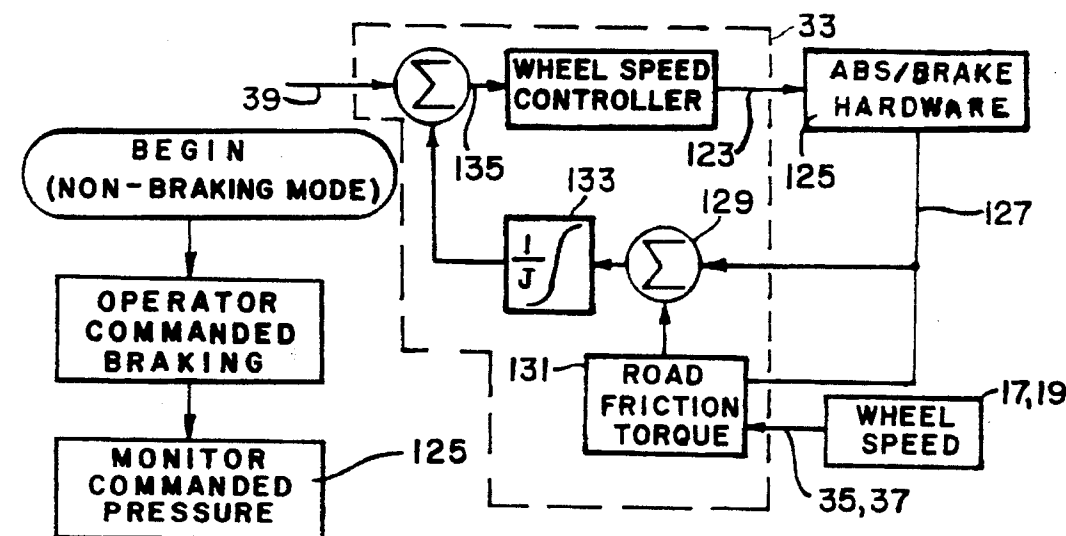 33
39
Σ
135
WHEEL SPEED
CONTROLLER
123
ABS/BRAKE
HARDWARE
125
127
BEGIN
(NON-BRAKING MODE)
133
1
J
∫
129
Σ
OPERATOR
COMMANDED
BRAKING
131
ROAD
FRICTION
TORQUE
17,19
WHEEL
SPEED
35,37
MONITOR
COMMANDED
PRESSURE
125